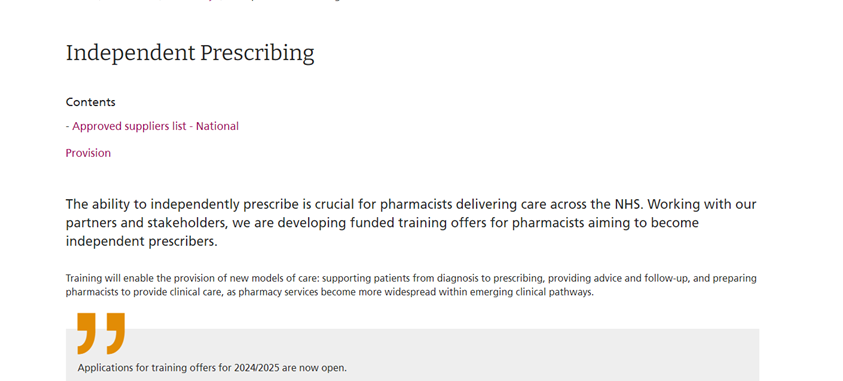 Independent Prescribing
Contents
- Approved suppliers list - National
Provision
The ability to independently prescribe is crucial for pharmacists delivering care across the NHS. Working with our
partners and stakeholders, we are developing funded training offers for pharmacists aiming to become
independent prescribers.
Training will enable the provision of new models of care: supporting patients from diagnosis to prescribing, providing advice and follow-up, and preparing
pharmacists to provide clinical care, as pharmacy services become more widespread within emerging clinical pathways.
Applications for training offers for 2024/2025 are now open.